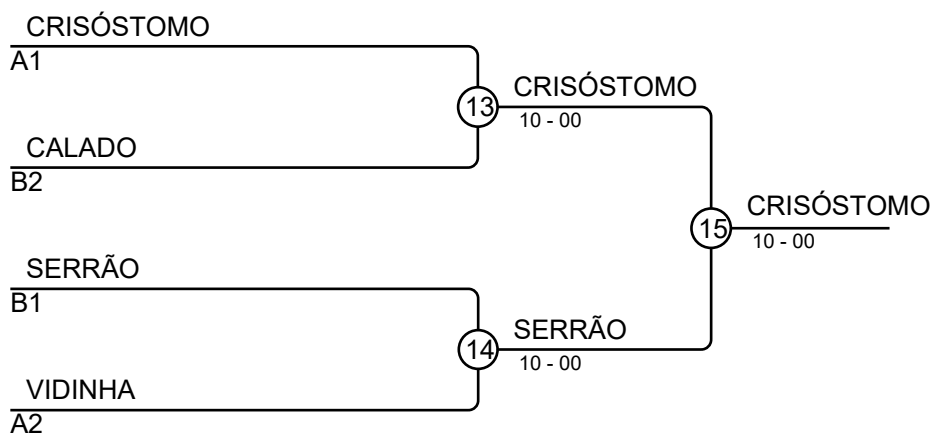 CRISÓSTOMO
A1
13
CRISÓSTOMO
10 - 00
CALADO
B2
15
CRISÓSTOMO
10 - 00
SERRÃO
B1
14
SERRÃO
10 - 00
VIDINHA
A2